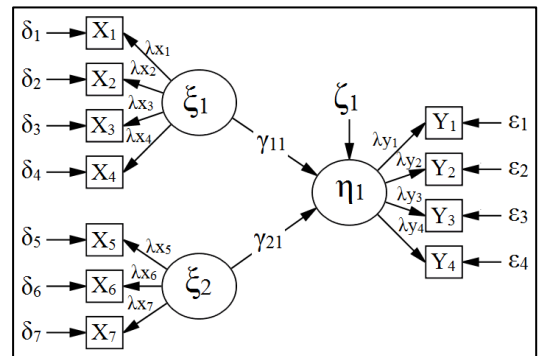 δ1 X1 λx1
δ2 X2 λx2
δ3 X3 λx3
δ4 X4 λx4
ξ1
γ11
ζ1
η1
λy1 Y1 ε1
λy2 Y2 ε2
λy3 Y3 ε3
λy4 Y4 ε4
δ5 X5 λx5
δ6 X6 λx6
δ7 X7 λx7
ξ2
γ21